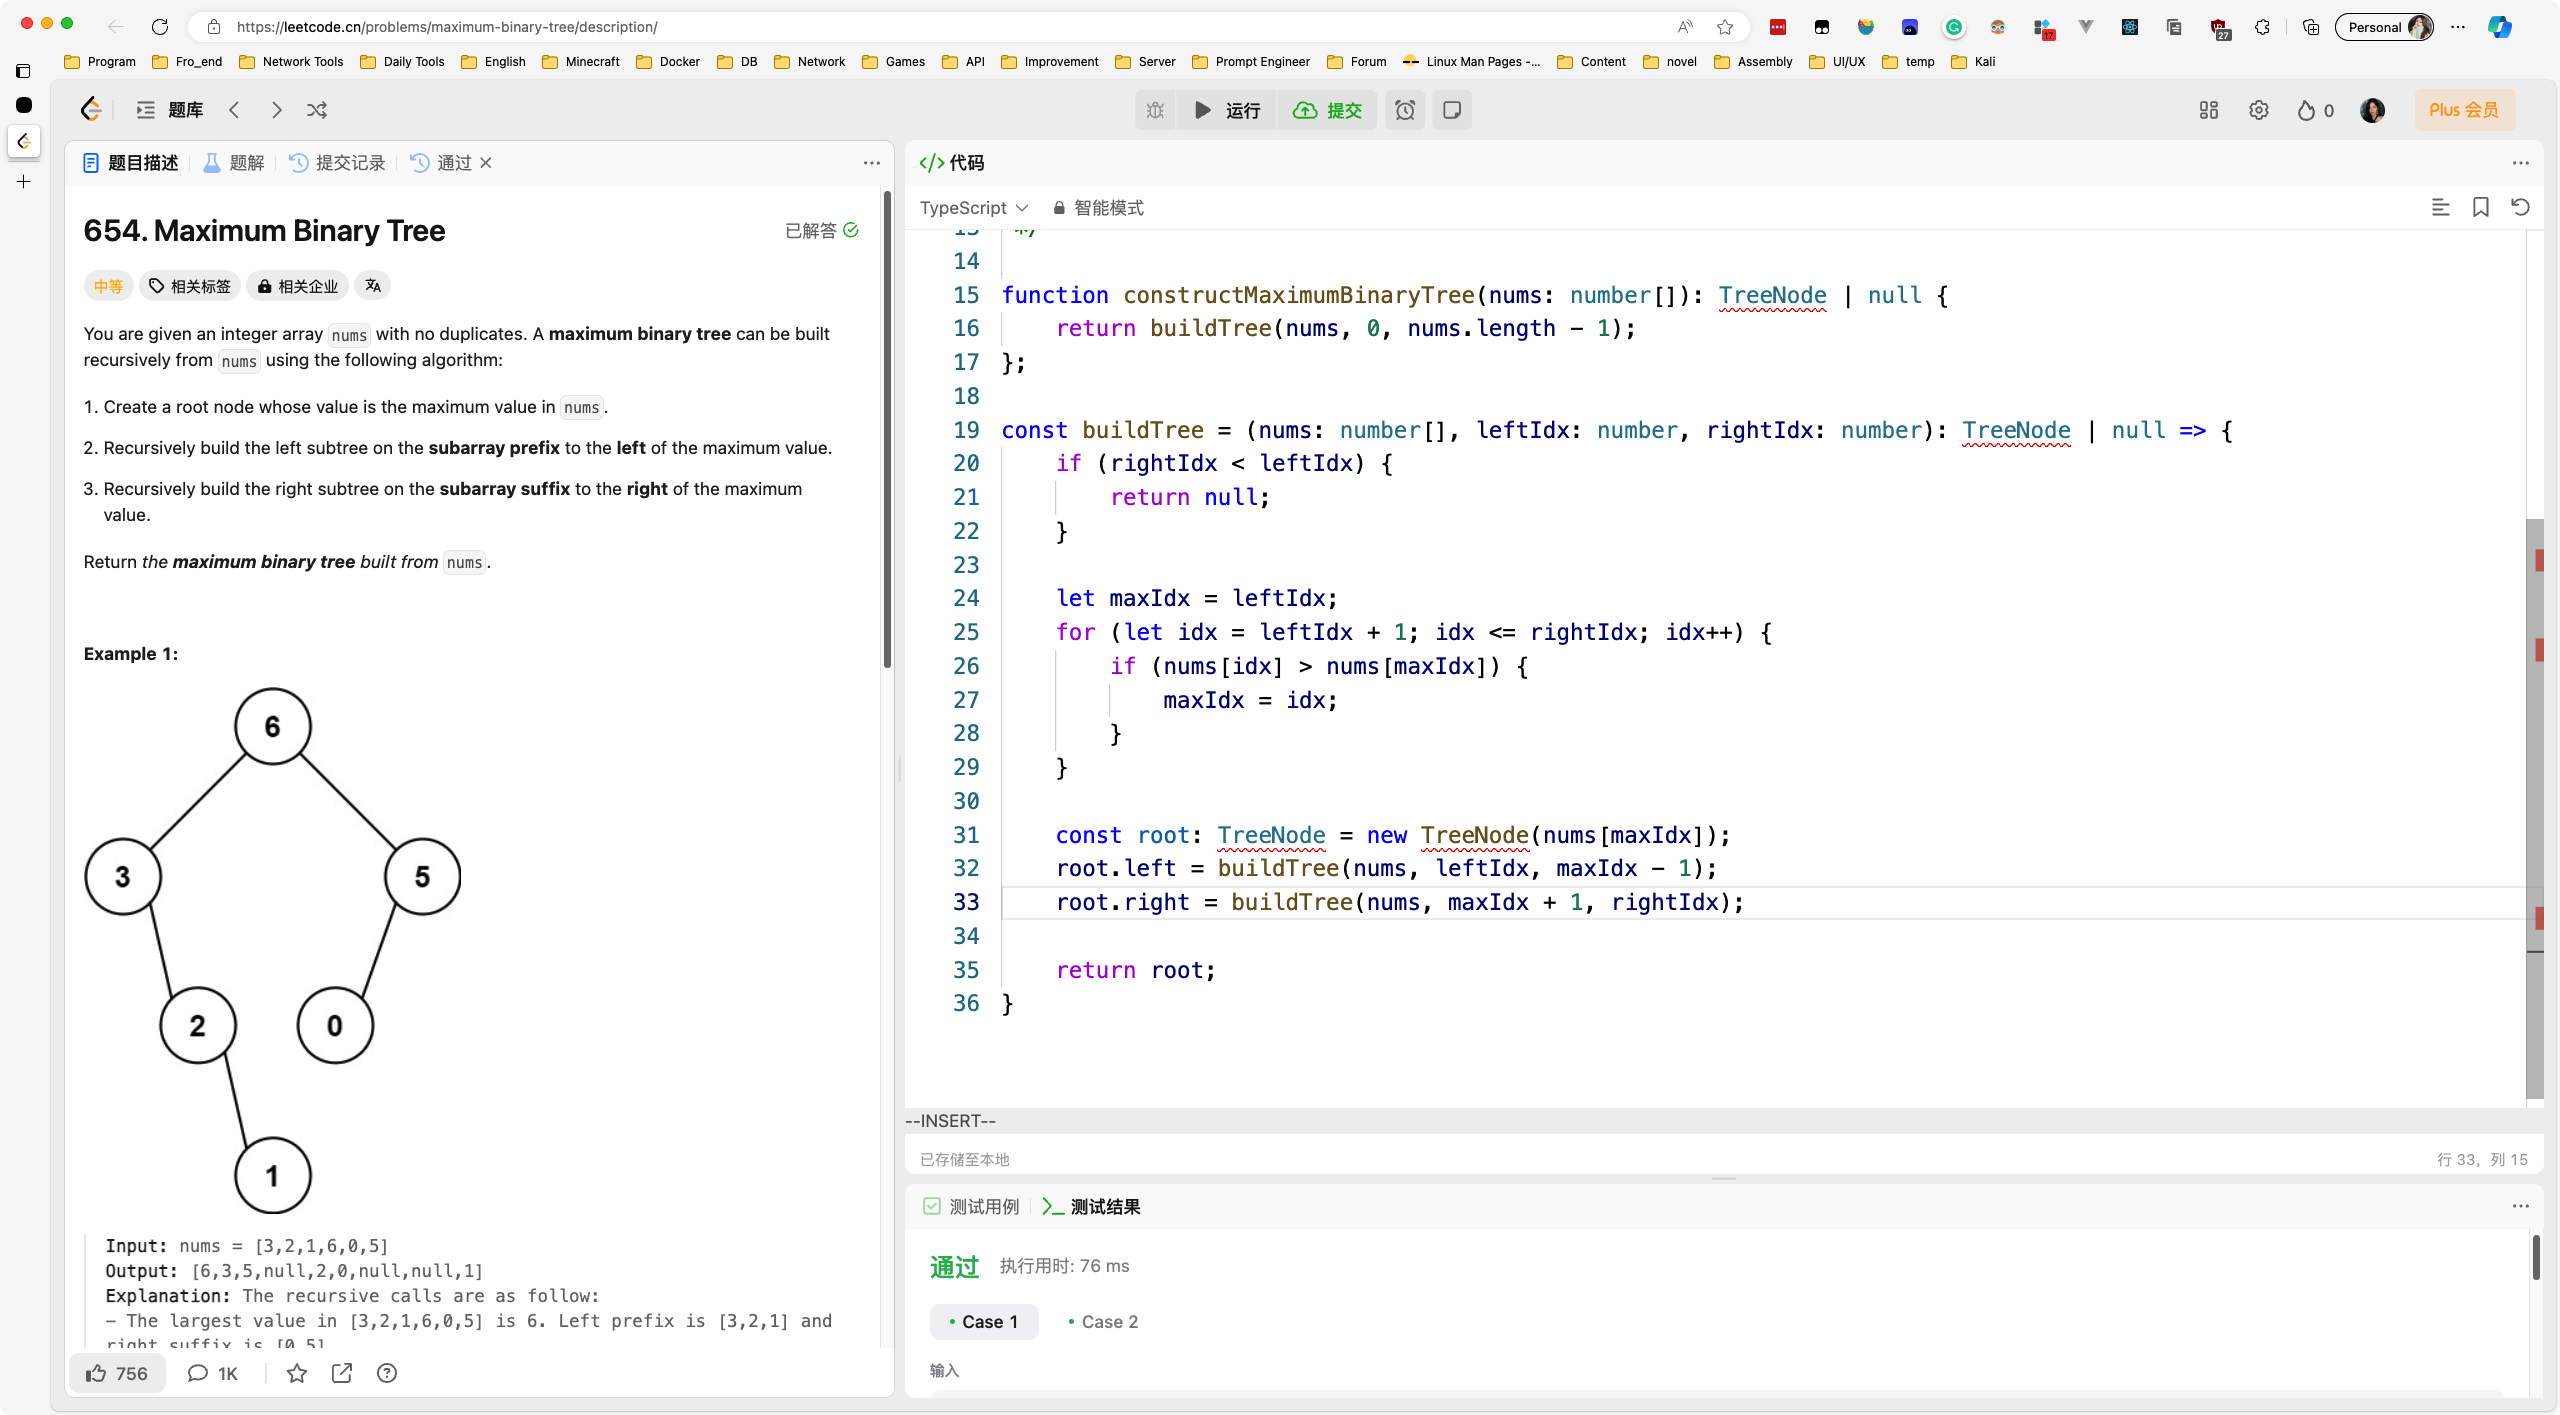 https://leetcode.cn/problems/maximum-binary-tree/description/
17
27
Personal
Program Fro_end Network Tools Daily Tools English Minecraft Docker DB Network Games API Improvement Server Prompt Engineer Forum Linux Man Pages -... Content novel Assembly UI/UX temp Kali
题库
运行
提交
0
Plus 会员
题目描述 题解 提交记录 通过
654. Maximum Binary Tree
已解答
中等 相关标签 相关企业
You are given an integer array nums with no duplicates. A maximum binary tree can be built
recursively from nums using the following algorithm:
1. Create a root node whose value is the maximum value in nums.
2. Recursively build the left subtree on the subarray prefix to the left of the maximum value.
3. Recursively build the right subtree on the subarray suffix to the right of the maximum
value.
Return the maximum binary tree built from nums.
Example 1:
6
3 5
2 0
1
Input: nums = [3,2,1,6,0,5]
Output: [6,3,5,null,2,0,null,null,1]
Explanation: The recursive calls are as follow:
- The largest value in [3,2,1,6,0,5] is 6. Left prefix is [3,2,1] and
right suffix is [0,5]
756 1K
代码
TypeScript 智能模式
13 */
14
15 function constructMaximumBinaryTree(nums: number[]): TreeNode | null {
16 return buildTree(nums, 0, nums.length - 1);
17 };
18
19 const buildTree = (nums: number[], leftIdx: number, rightIdx: number): TreeNode | null => {
20 if (rightIdx < leftIdx) {
21 return null;
22 }
23
24 let maxIdx = leftIdx;
25 for (let idx = leftIdx + 1; idx <= rightIdx; idx++) {
26 if (nums[idx] > nums[maxIdx]) {
27 maxIdx = idx;
28 }
29 }
30
31 const root: TreeNode = new TreeNode(nums[maxIdx]);
32 root.left = buildTree(nums, leftIdx, maxIdx - 1);
33 root.right = buildTree(nums, maxIdx + 1, rightIdx);
34
35 return root;
36 }
--INSERT--
已存储至本地
行 33, 列 15
测试用例 测试结果
通过 执行用时: 76 ms
Case 1 Case 2
输入